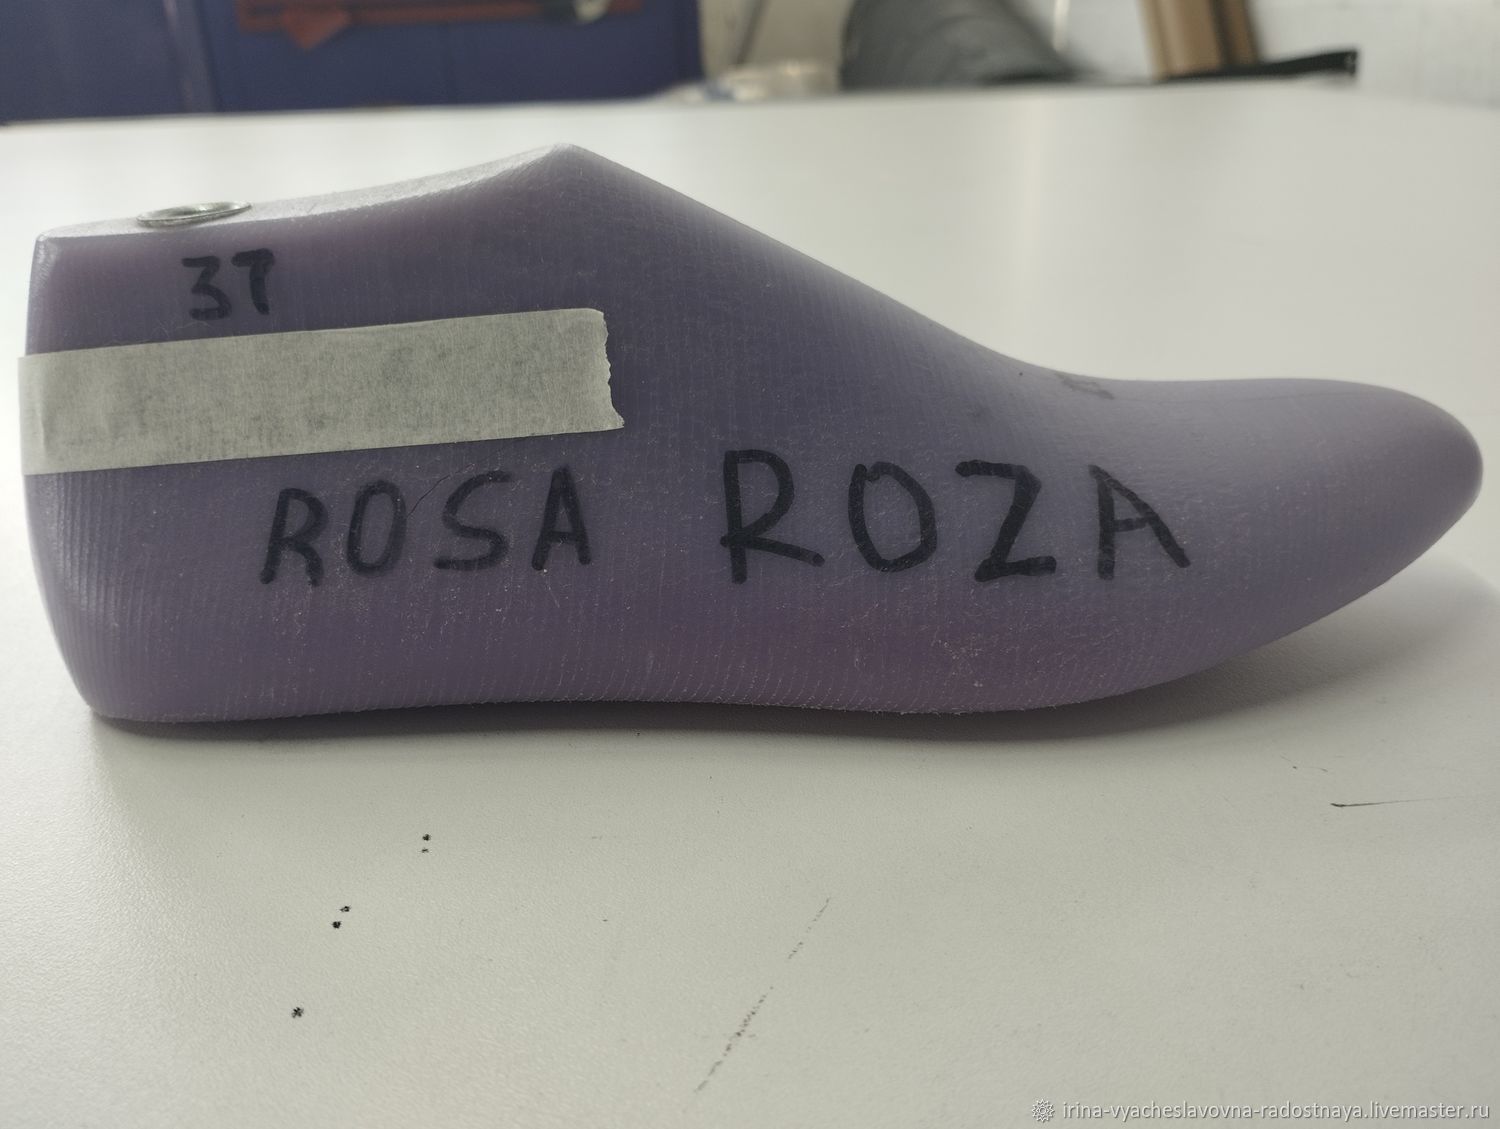 37
ROSA ROZA
irina-vyacheslavovna-radostnaya.livemaster.ru